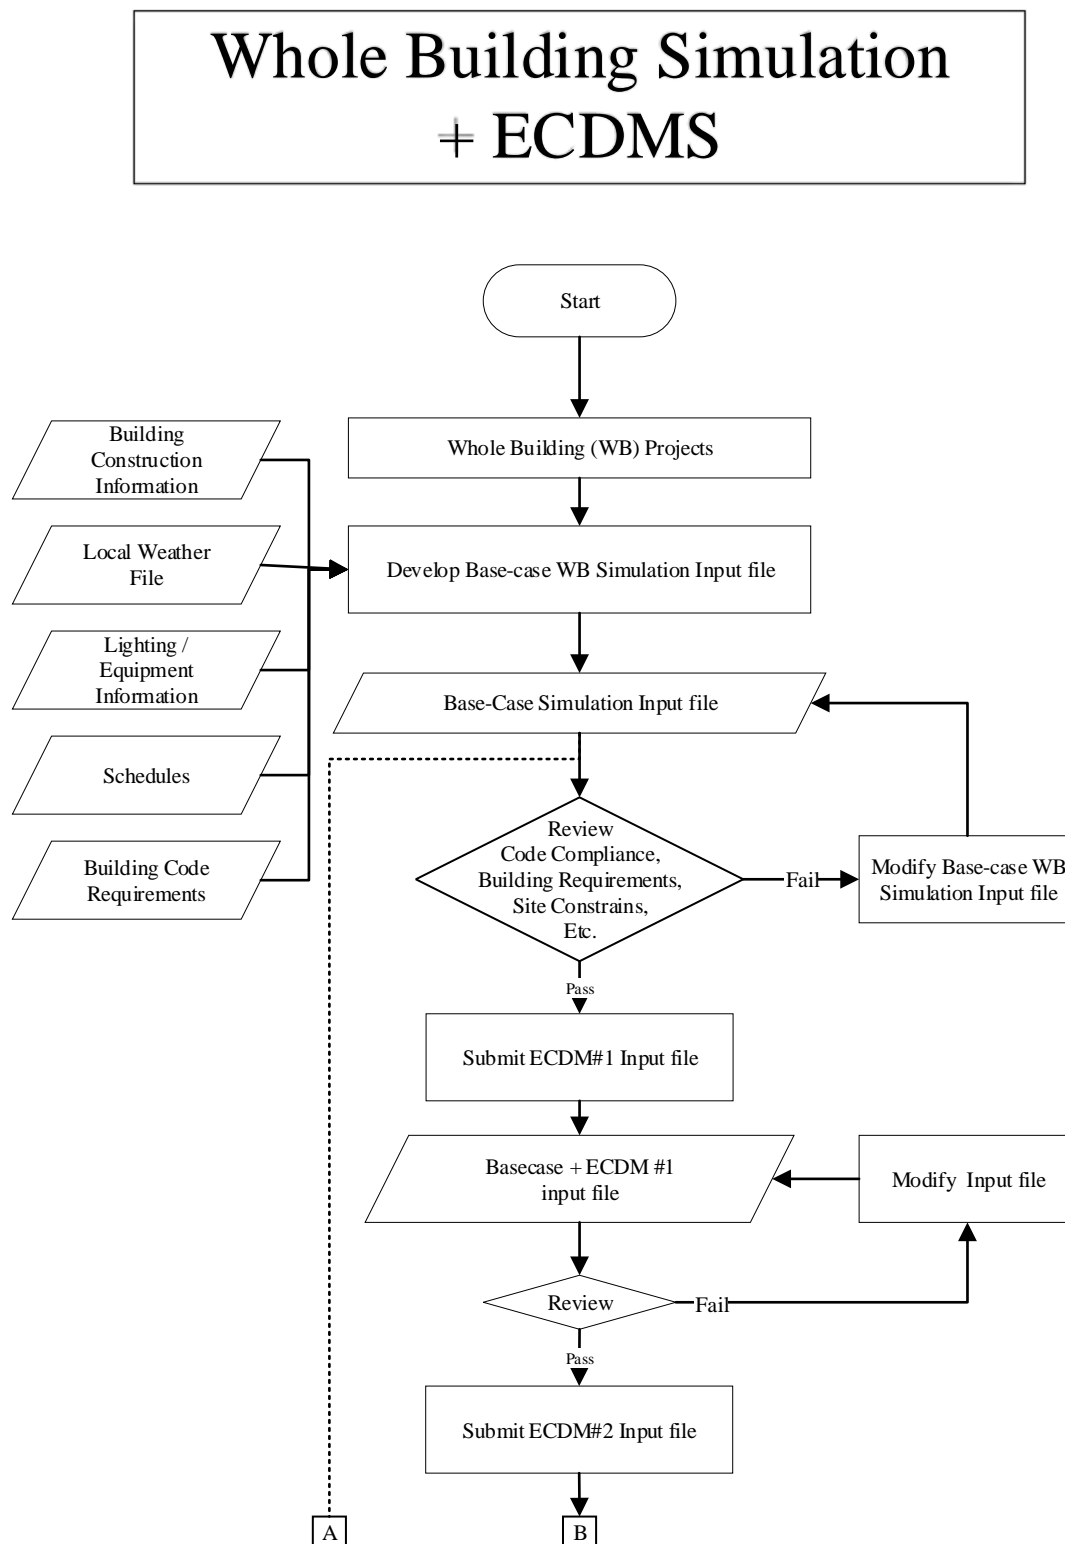 Whole Building Simulation
+ ECDMS
Start
Building
Construction
Information
Whole Building (WB) Projects
Local Weather
File
Develop Base-case WB Simulation Input file
Lighting /
Equipment
Information
Base-Case Simulation Input file
Schedules
Review
Code Compliance,
Building Requirements,
Site Constrains,
Etc.
Building Code
Requirements
Fail
Modify Base-case WB
Simulation Input file
Pass
Submit ECDM#1 Input file
Basecase + ECDM #1
input file
Modify Input file
Review
Fail
Pass
Submit ECDM#2 Input file
A
B